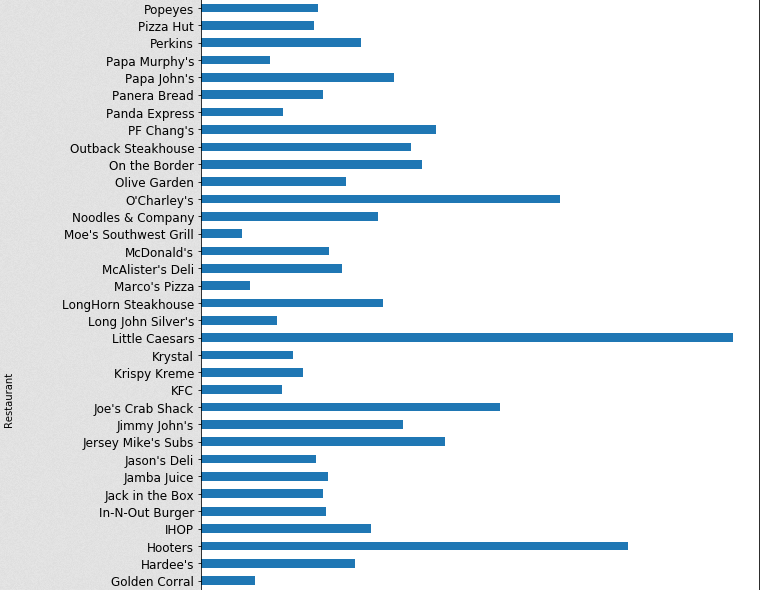 Popeyes
Pizza Hut
Perkins
Papa Murphy's
Papa John's
Panera Bread
Panda Express
PF Chang's
Outback Steakhouse
On the Border
Olive Garden
O'Charley's
Noodles & Company
Moe's Southwest Grill
McDonald's
McAlister's Deli
Marco's Pizza
LongHorn Steakhouse
Long John Silver's
Little Caesars
Krystal
Krispy Kreme
KFC
Joe's Crab Shack
Jimmy John's
Jersey Mike's Subs
Jason's Deli
Jamba Juice
Jack in the Box
In-N-Out Burger
IHOP
Hooters
Hardee's
Golden Corral
Restaurant